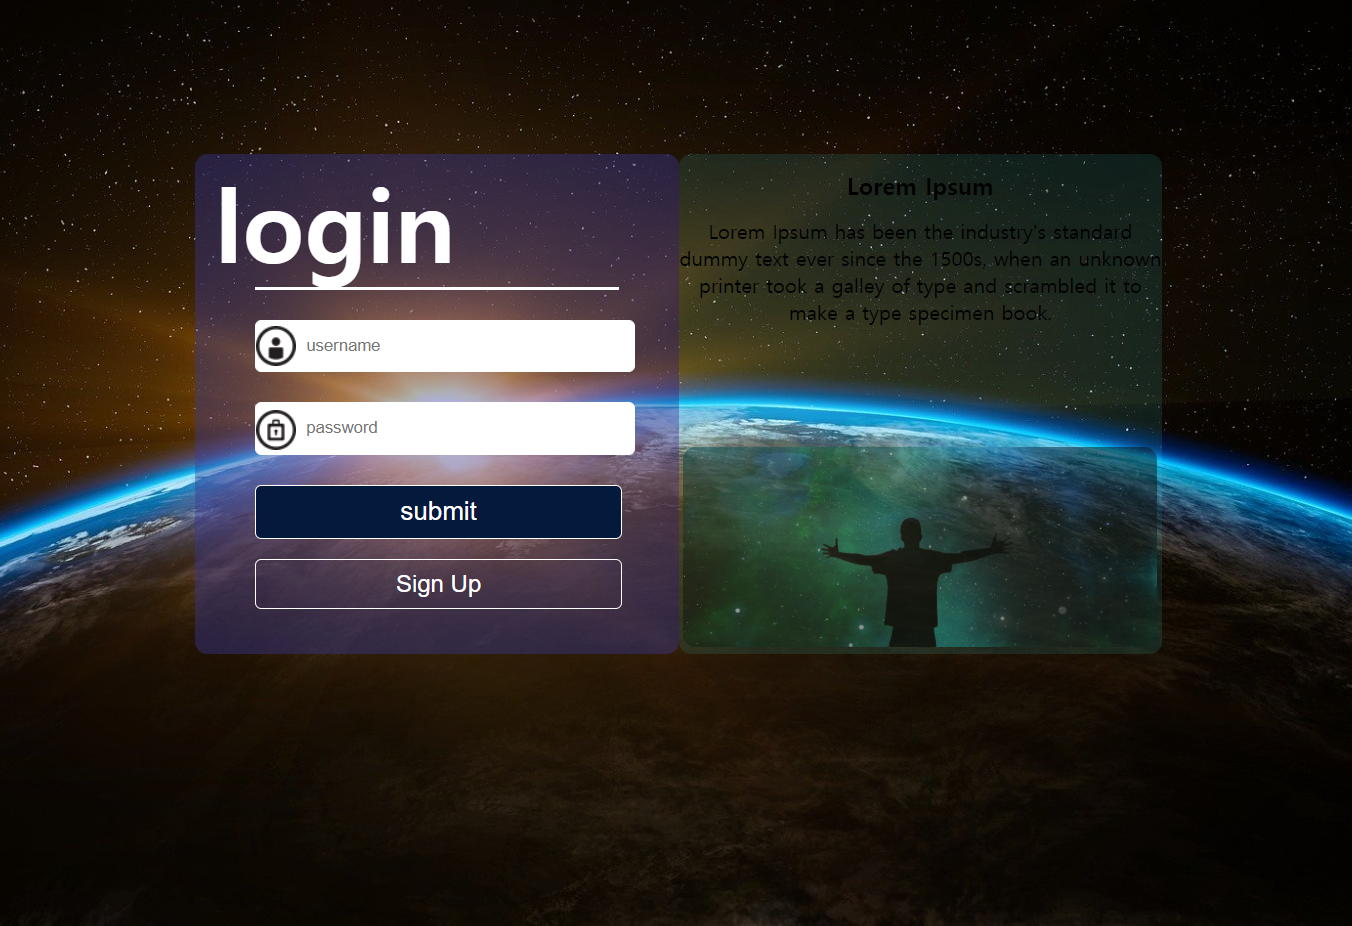 login
username
password
submit
Sign Up
Lorem Ipsum
Lorem Ipsum has been the industry's standard
dummy text ever since the 1500s, when an unknown
printer took a galley of type and scrambled it to
make a type specimen book.